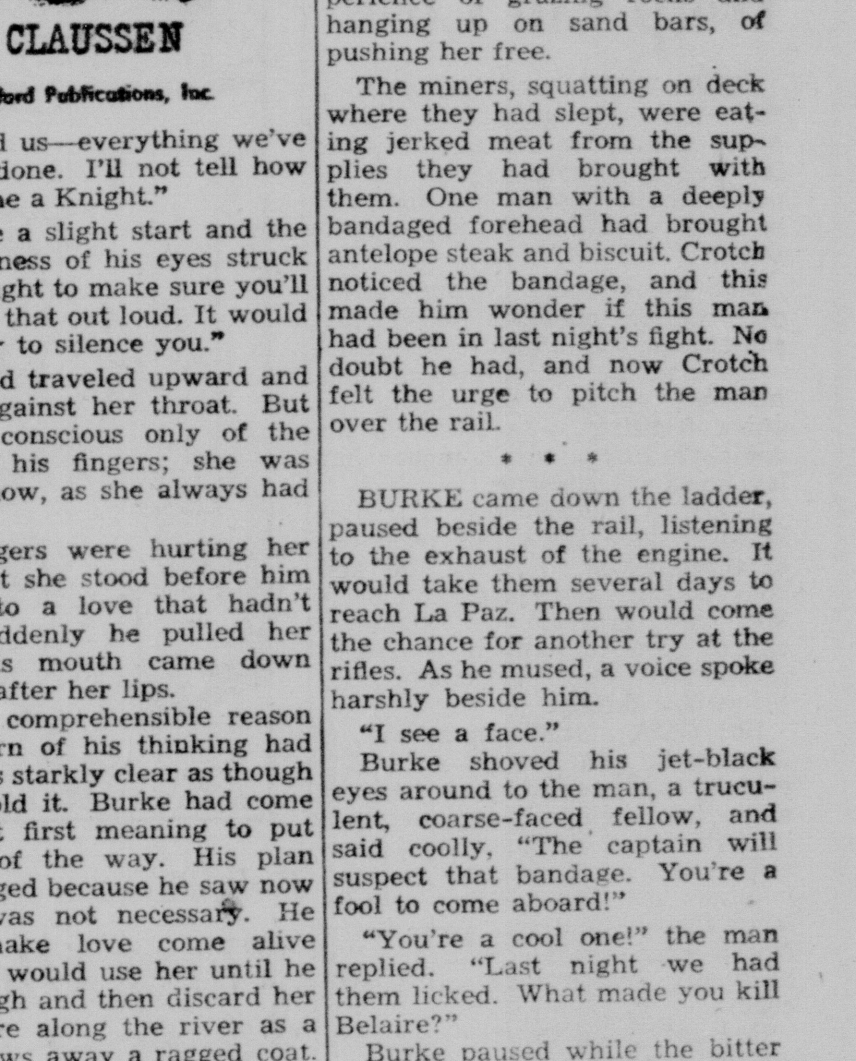 CLAUSSEN
ford Publications, Inc.
us—everything we've
done. I'll not tell how
a Knight."
a slight start and the
ness of his eyes struck
ght to make sure you'll
that out loud. It would
to silence you."
d traveled upward and
gainst her throat. But
conscious only of the
his fingers; she was
ow, as she always had
gers were hurting her
t she stood before him
to a love that hadn't
ddenly he pulled her
s mouth came down
after her lips.
comprehensible reason
rn of his thinking had
s starkly clear as though
old it. Burke had come
first meaning to put
of the way. His plan
ged because he saw now
was not necessary. He
make love come alive
would use her until he
gh and then discard her
re along the river as a
ws away a ragged coat.
hanging up on sand bars, of
pushing her free.
The miners, squatting on deck
where they had slept, were eat-
ing jerked meat from the sup-
plies they had brought with
them. One man with a deeply
bandaged forehead had brought
antelope steak and biscuit. Crotch
noticed the bandage, and this
made him wonder if this man
had been in last night's fight. No
doubt he had, and now Crotch
felt the urge to pitch the man
over the rail.
* * *
BURKE came down the ladder,
paused beside the rail, listening
to the exhaust of the engine. It
would take them several days to
reach La Paz. Then would come
the chance for another try at the
rifles. As he mused, a voice spoke
harshly beside him.
"I see a face."
Burke shoved his jet-black
eyes around to the man, a trucu-
lent, coarse-faced fellow, and
said coolly, "The captain will
suspect that bandage. You're a
fool to come aboard!"
"You're a cool one!" the man
replied. "Last night we had
them licked. What made you kill
Belaire?"
Burke paused while the bitter